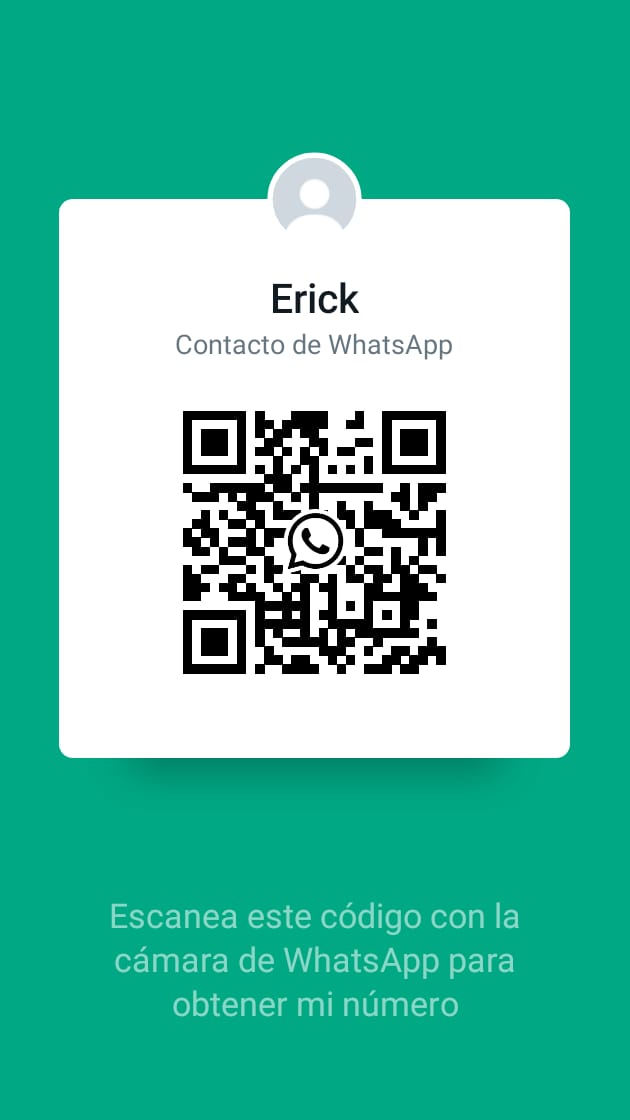 Erick
Contacto de WhatsApp
Escanea este código con la
cámara de WhatsApp para
obtener mi número